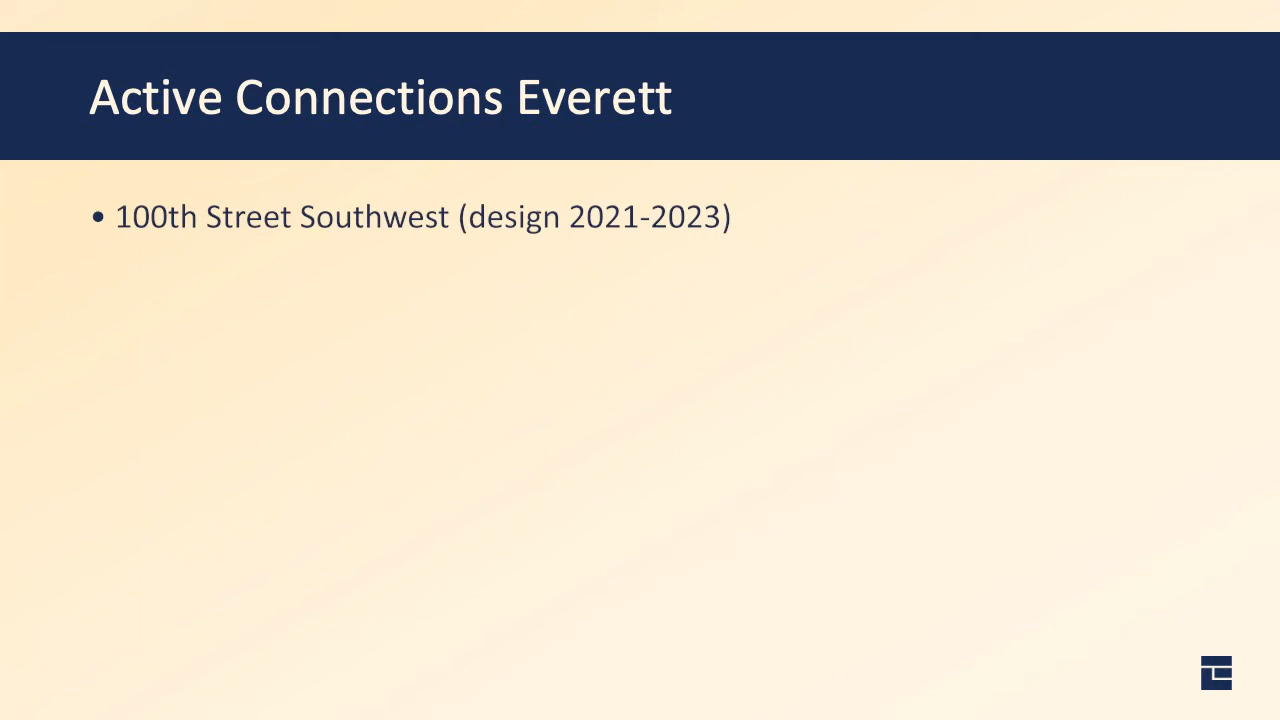 Active Connections Everett
• 100th Street Southwest (design 2021-2023)